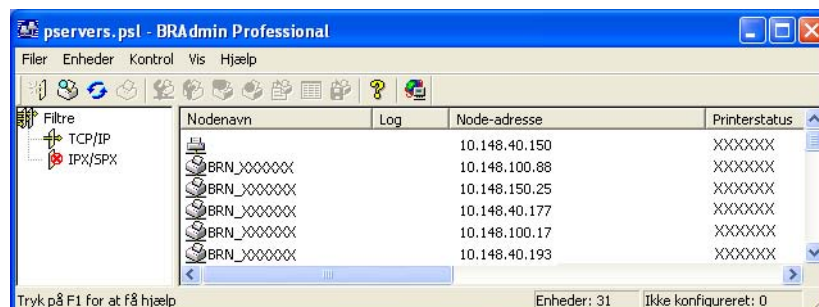 pservers.psl - BRAdmin Professional
Filer Enheder Kontrol Vis Hjælp
Filtre
TCP/IP
IPX/SPX
Nodenavn Log Node-adresse Printerstatus
10.148.40.150 XXXXXX
BRN_XXXXXX 10.148.100.88 XXXXXX
BRN_XXXXXX 10.148.150.25 XXXXXX
BRN_XXXXXX 10.148.40.177 XXXXXX
BRN_XXXXXX 10.148.100.17 XXXXXX
BRN_XXXXXX 10.148.40.193 XXXXXX
Tryk på F1 for at få hjælp Enheder: 31 Ikke konfigureret: 0